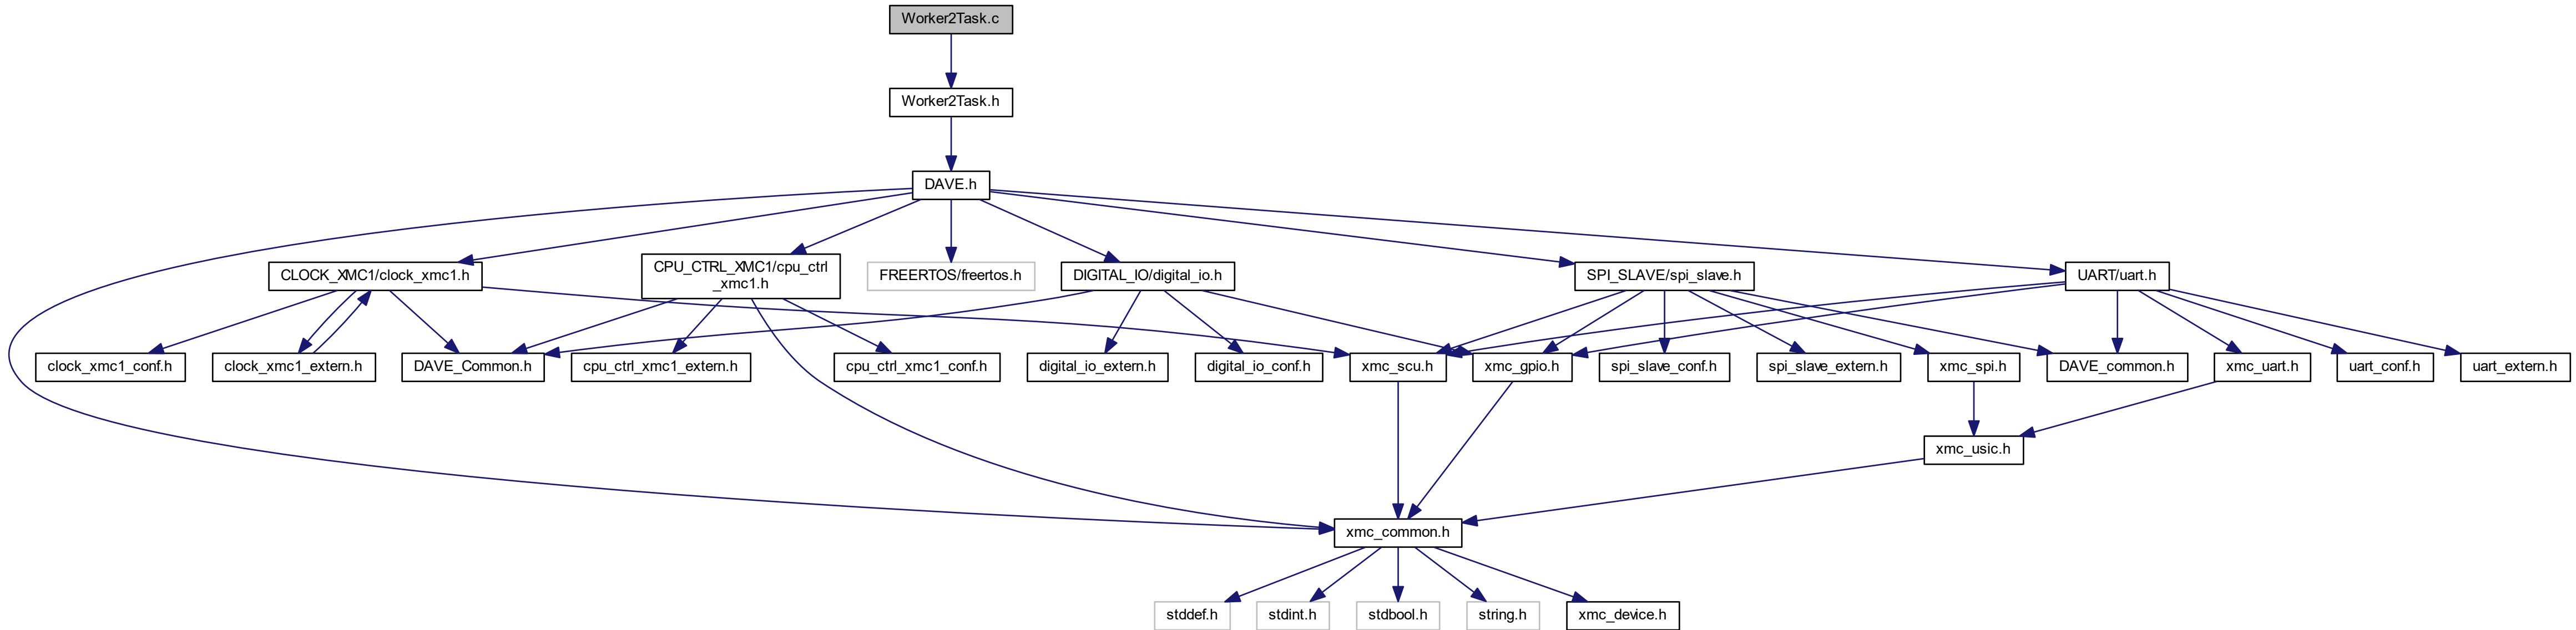 Worker2Task.c
Worker2Task.h
DAVE.h
CLOCK_XMC1/clock_xmc1.h
CPU_CTRL_XMC1/cpu_ctrl
_xmc1.h
FREERTOS/freertos.h
DIGITAL_IO/digital_io.h
SPI_SLAVE/spi_slave.h
UART/uart.h
clock_xmc1_conf.h
clock_xmc1_extern.h
DAVE_Common.h
cpu_ctrl_xmc1_extern.h
cpu_ctrl_xmc1_conf.h
digital_io_extern.h
digital_io_conf.h
xmc_scu.h
xmc_gpio.h
spi_slave_conf.h
spi_slave_extern.h
xmc_spi.h
DAVE_common.h
xmc_uart.h
uart_conf.h
uart_extern.h
xmc_usic.h
xmc_common.h
stddef.h
stdint.h
stdbool.h
string.h
xmc_device.h